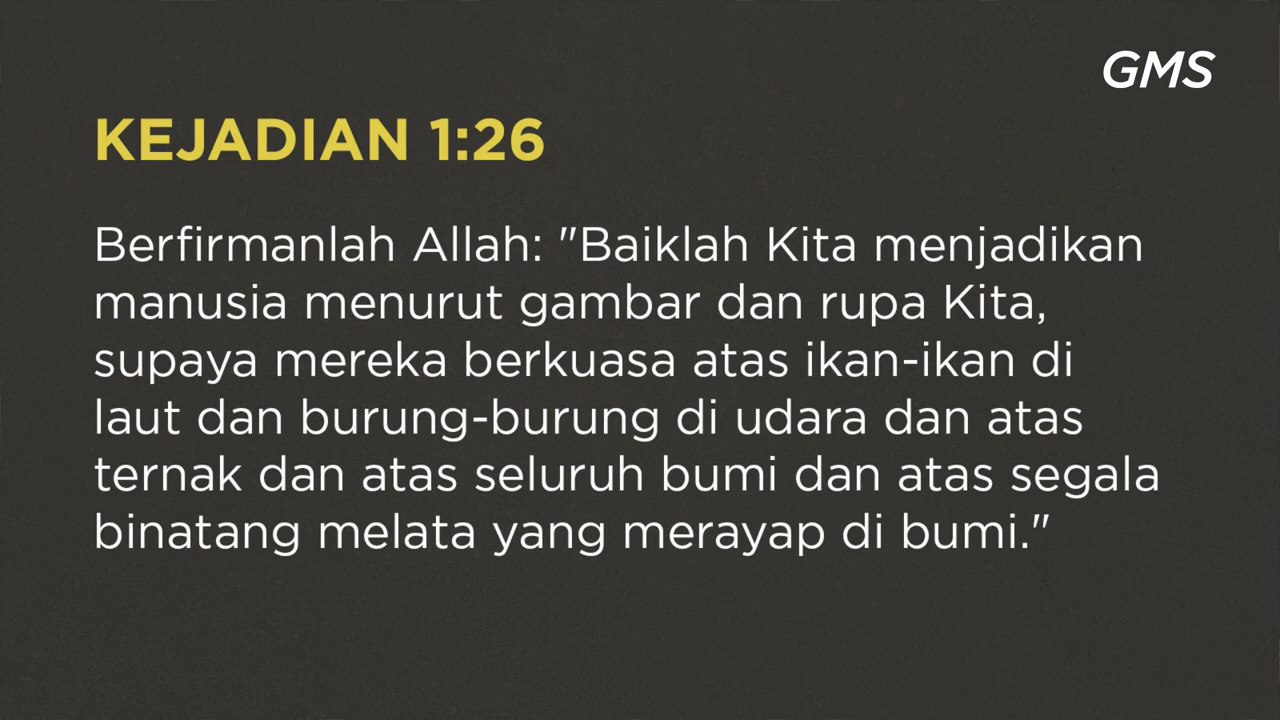 GMS
KEJADIAN 1:26
Berfirmanlah Allah: "Baiklah Kita menjadikan
manusia menurut gambar dan rupa Kita,
supaya mereka berkuasa atas ikan-ikan di
laut dan burung-burung di udara dan atas
ternak dan atas seluruh bumi dan atas segala
binatang melata yang merayap di bumi."